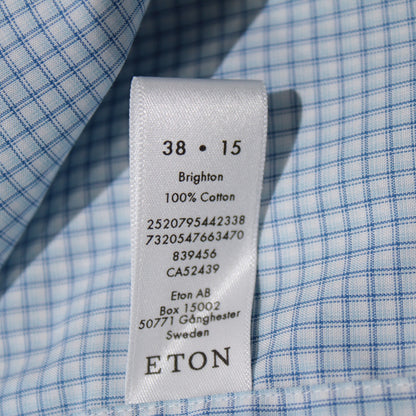 38 • 15
Brighton
100% Cotton
2520795442338
7320547663470
839456
CA52439
Eton AB
Box 15002
50771 Gånghester
Sweden
ETON